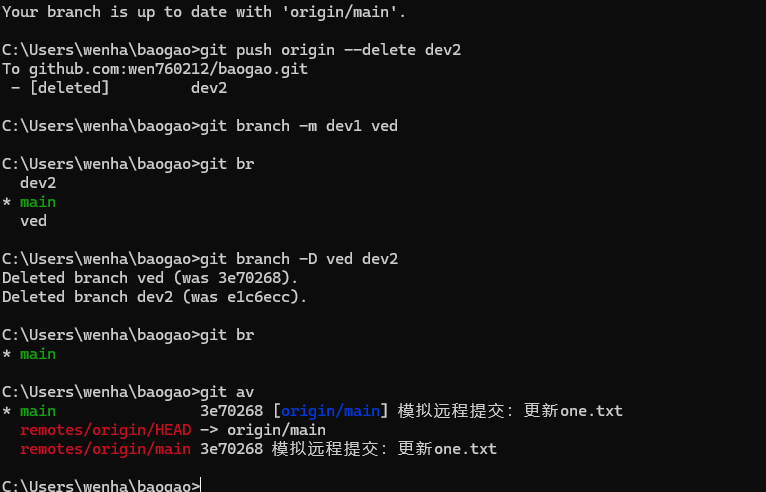 Your branch is up to date with 'origin/main'.
C:\Users\wenha\baogao>git push origin --delete dev2
To github.com:wen760212/baogao.git
 - [deleted]         dev2
C:\Users\wenha\baogao>git branch -m dev1 ved
C:\Users\wenha\baogao>git br
  dev2
* main
  ved
C:\Users\wenha\baogao>git branch -D ved dev2
Deleted branch ved (was 3e70268).
Deleted branch dev2 (was e1c6ecc).
C:\Users\wenha\baogao>git br
* main
C:\Users\wenha\baogao>git av
* main                3e70268 [origin/main] 模拟远程提交：更新one.txt
  remotes/origin/HEAD -> origin/main
  remotes/origin/main 3e70268 模拟远程提交：更新one.txt
C:\Users\wenha\baogao>